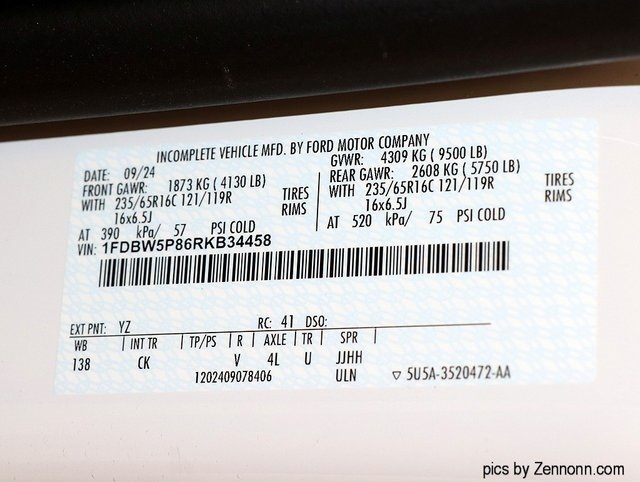 INCOMPLETE VEHICLE MFD. BY FORD MOTOR COMPANY
DATE: 09/24 GVWR: 4309 KG ( 9500 LB)
FRONT GAWR: 1873 KG ( 4130 LB) REAR GAWR: 2608 KG ( 5750 LB)
WITH 235/65R16C 121/119R TIRES WITH 235/65R16C 121/119R TIRES
16x6.5J RIMS 16x6.5J RIMS
AT 390 kPa/ 57 PSI COLD AT 520 kPa/ 75 PSI COLD
VIN: 1FDBW5P86RKB34458
EXT PNT: YZ RC: 41 DSO:
WB | INT TR | TP/PS | R | AXLE | TR | SPR |
138 CK V 4L U JJHH
1202409078406 ULN ▽ 5U5A-3520472-AA
pics by Zennonn.com